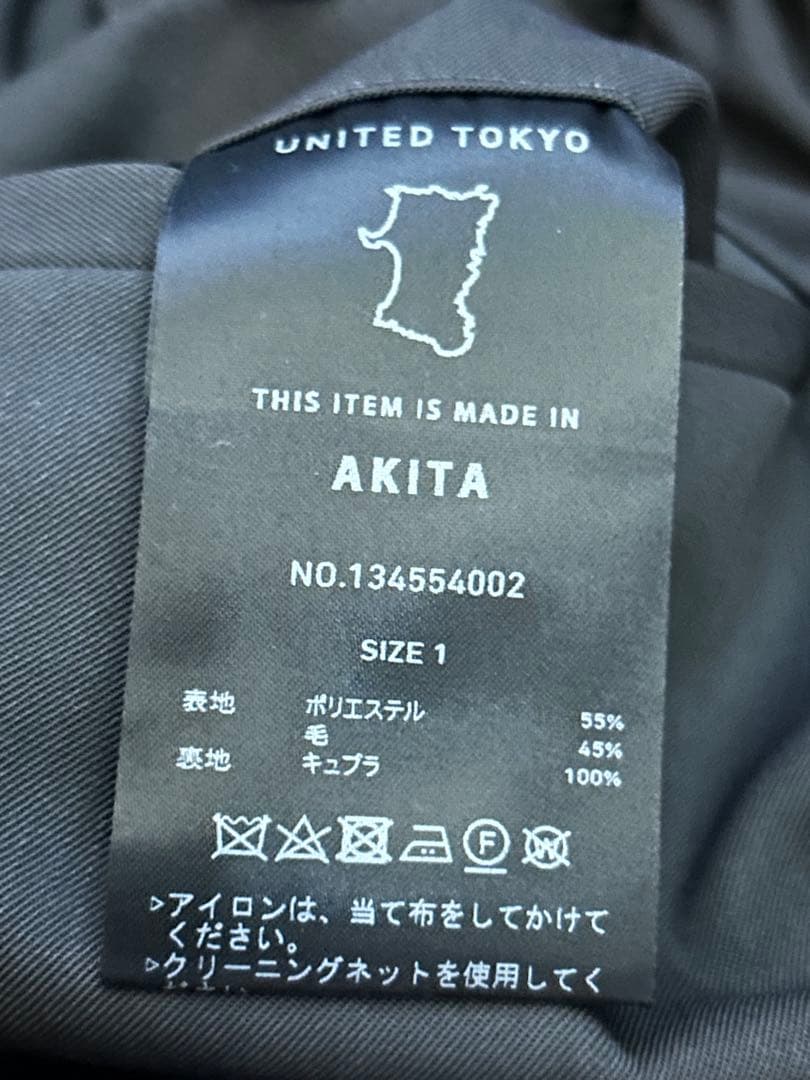 UNITED TOKYO
THIS ITEM IS MADE IN
AKITA
NO.134554002
SIZE 1
表地 ポリエステル 55%
毛 45%
裏地 キュプラ 100%
F W
▷アイロンは、当て布をしてかけて
ください。
▷クリーニングネットを使用してく